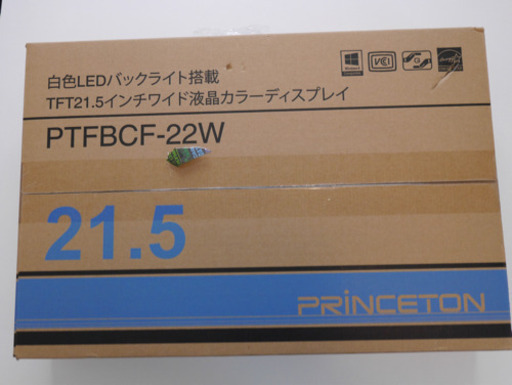 白色LEDバックライト搭載
TFT21.5インチワイド液晶カラーディスプレイ
PTFBCF-22W
21.5
PRINCETON